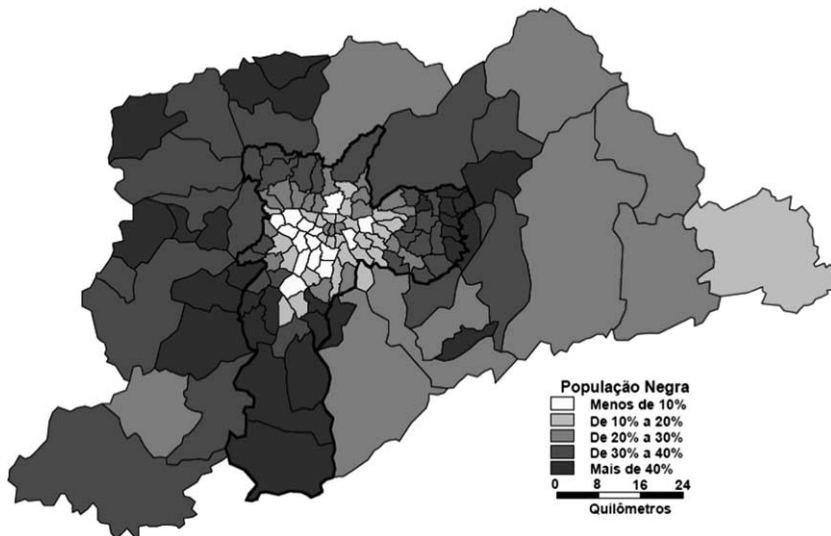 População Negra
Menos de 10%
De 10% a 20%
De 20% a 30%
De 30% a 40%
Mais de 40%
0 8 16 24
Quilômetros